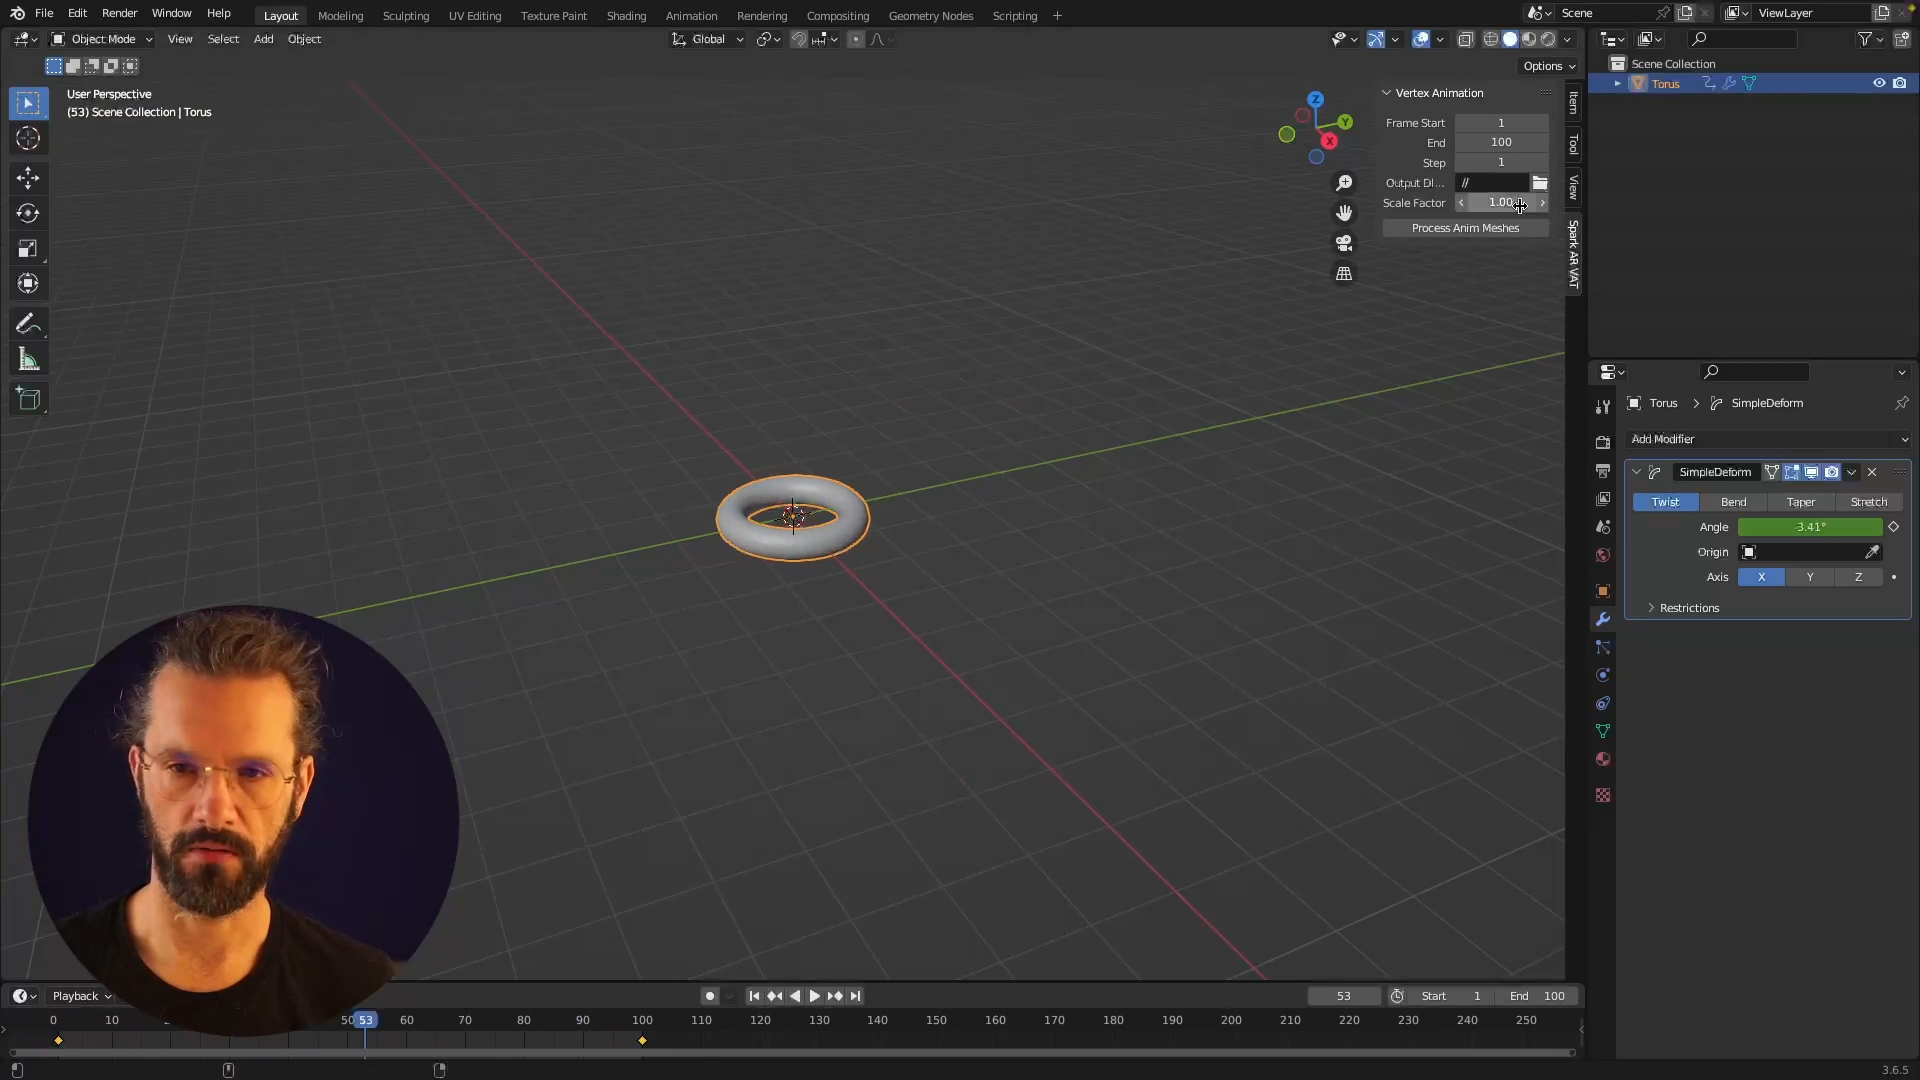 File Edit Render Window Help Layout Modeling Sculpting UV Editing Texture Paint Shading Animation Rendering Compositing Geometry Nodes Scripting + Scene ViewLayer
Object Mode View Select Add Object Global
Options
User Perspective
(53) Scene Collection | Torus
Z
Y
X
Vertex Animation
Frame Start 1
End 100
Step 1
Output Di... //
Scale Factor 1.00
Process Anim Meshes
Item
Tool
View
Spark AR VAT
Scene Collection
Torus
Torus > SimpleDeform
Add Modifier
SimpleDeform
Twist Bend Taper Stretch
Angle -3.41°
Origin
Axis X Y Z
Restrictions
Playback 53 Start 1 End 100
0 10 50 53 60 70 80 90 100 110 120 130 140 150 160 170 180 190 200 210 220 230 240 250
3.6.5